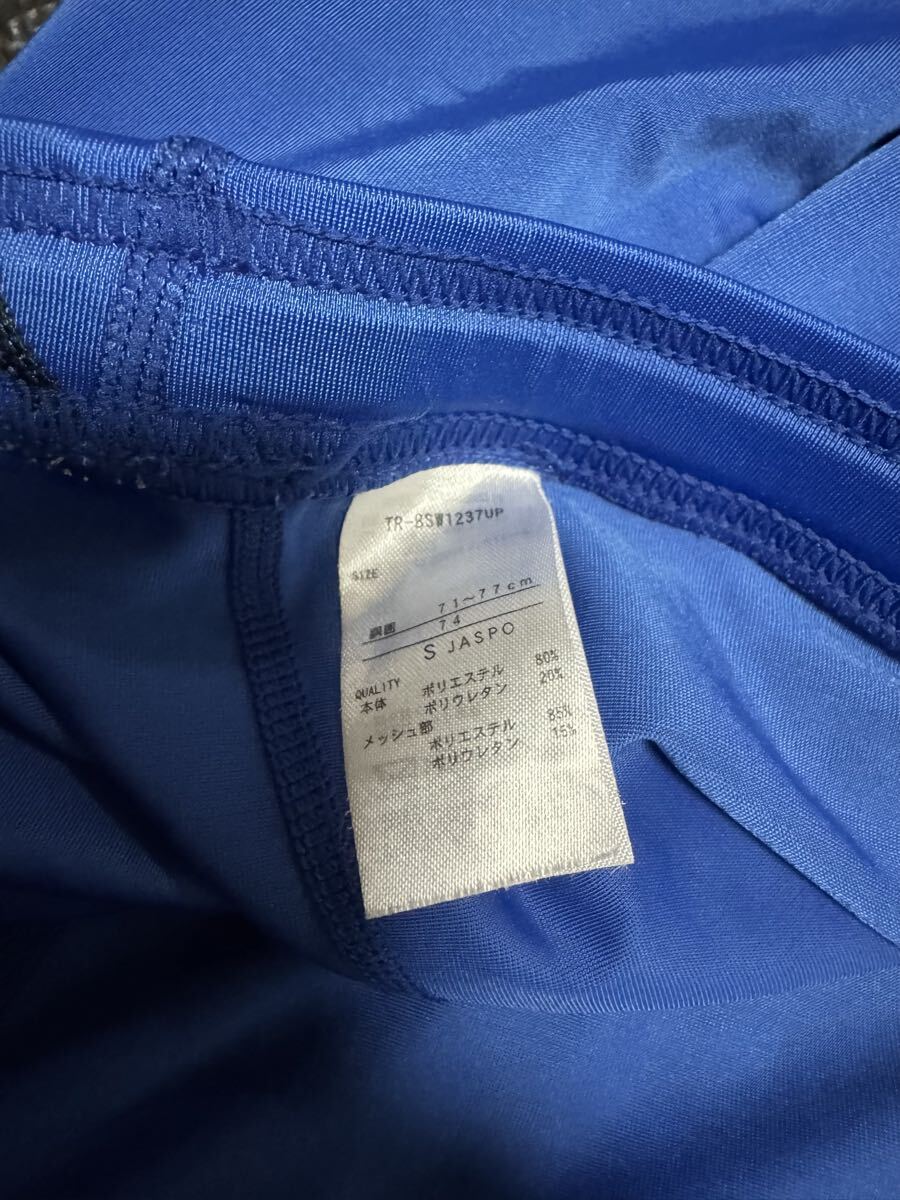 TR-8SW1237UP
SIZE
胴囲 71～77cm
74
S JASPO
QUALITY
本体 ポリエステル 80%
ポリウレタン 20%
メッシュ部
ポリエステル 85%
ポリウレタン 15%